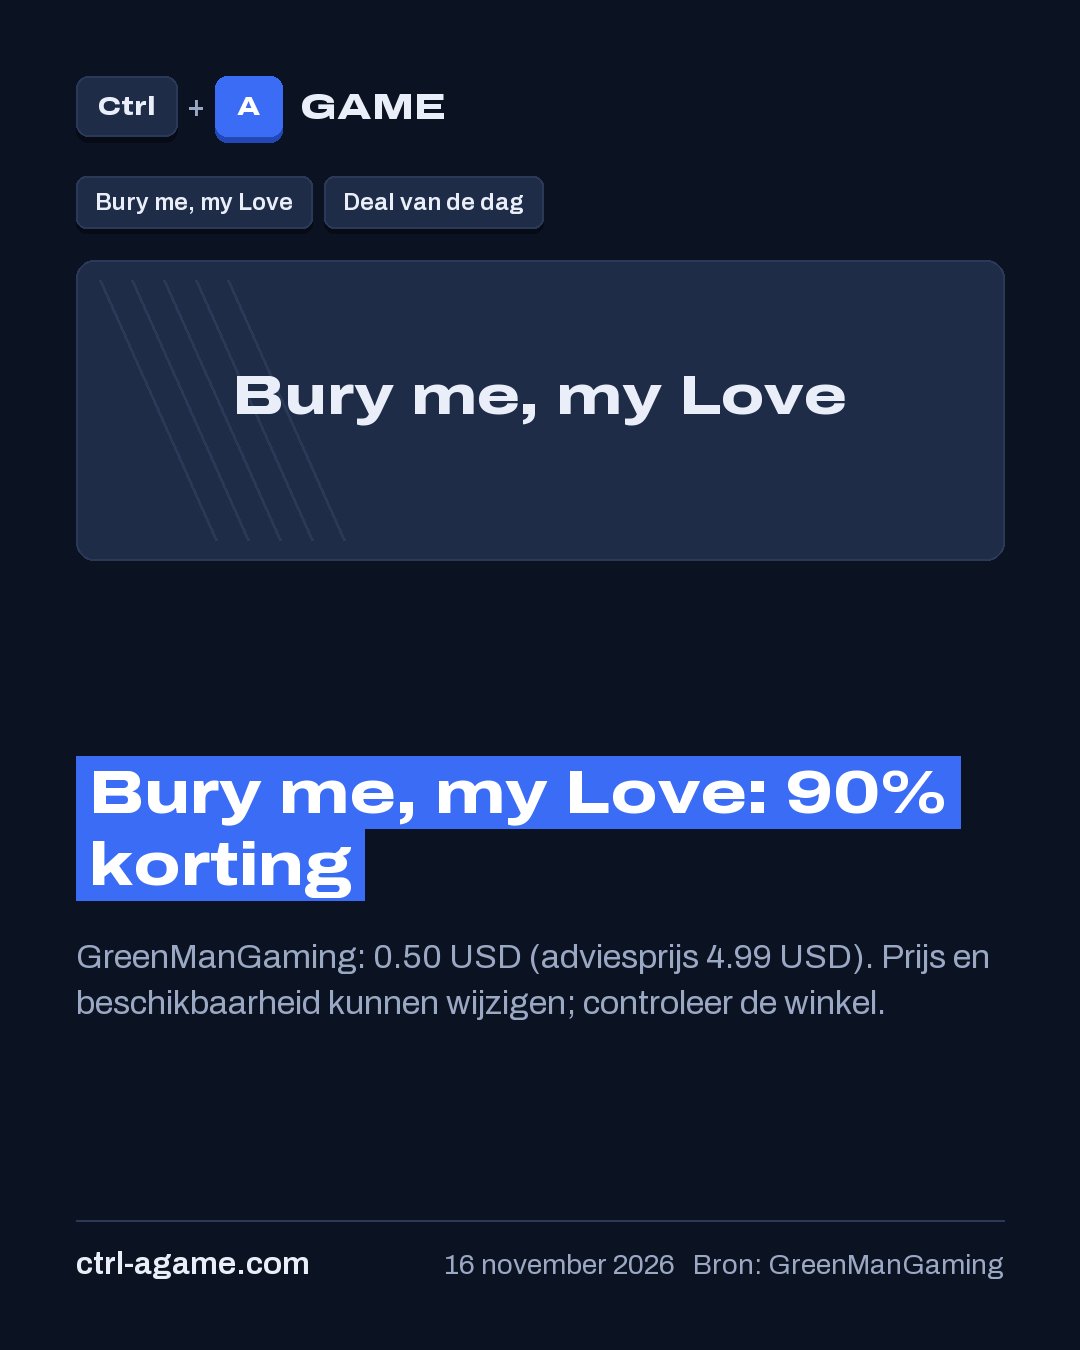 Ctrl + A GAME
Bury me, my Love Deal van de dag
Bury me, my Love
Bury me, my Love: 90%
korting
GreenManGaming: 0.50 USD (adviesprijs 4.99 USD). Prijs en
beschikbaarheid kunnen wijzigen; controleer de winkel.
ctrl-agame.com 16 november 2026 Bron: GreenManGaming